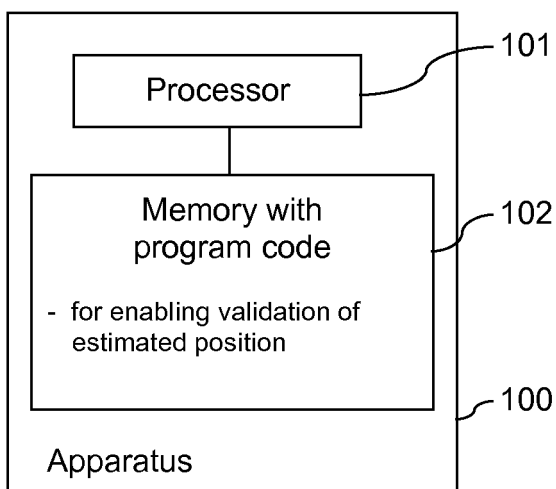 101
Processor
Memory with
program code
102
- for enabling validation of
estimated position
100
Apparatus